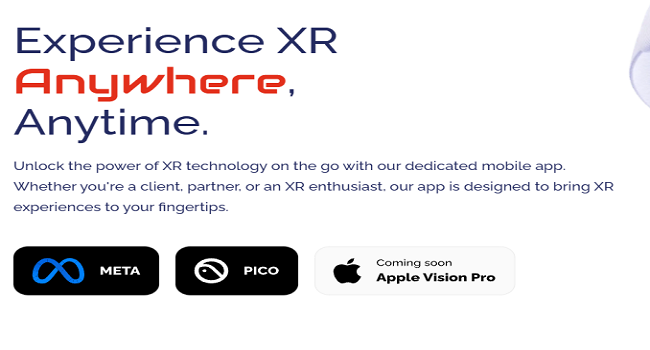 Experience XR
Anywhere,
Anytime.
Unlock the power of XR technology on the go with our dedicated mobile app.
Whether you're a client, partner, or an XR enthusiast, our app is designed to bring XR
experiences to your fingertips.
META
PICO
Coming soon
Apple Vision Pro